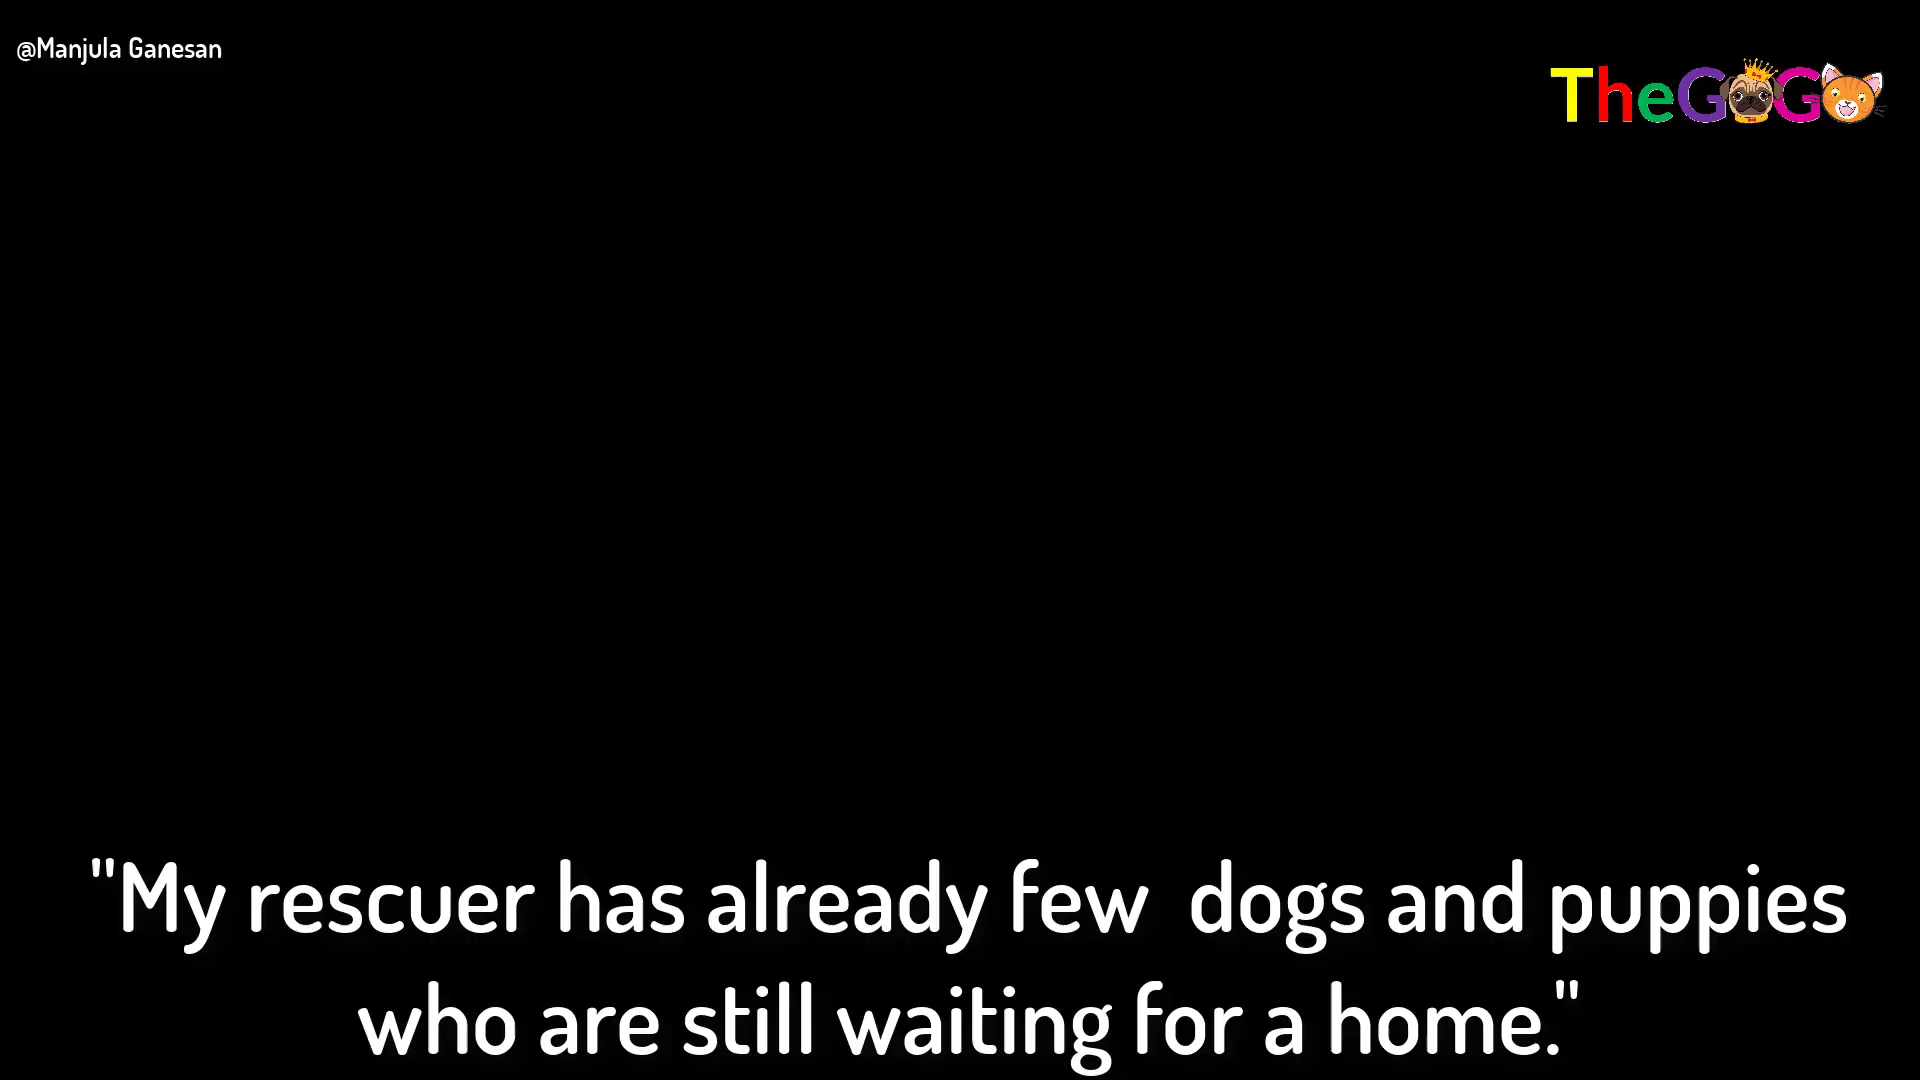 @Manjula Ganesan
TheGOGO
"My rescuer has already few  dogs and puppies
who are still waiting for a home."